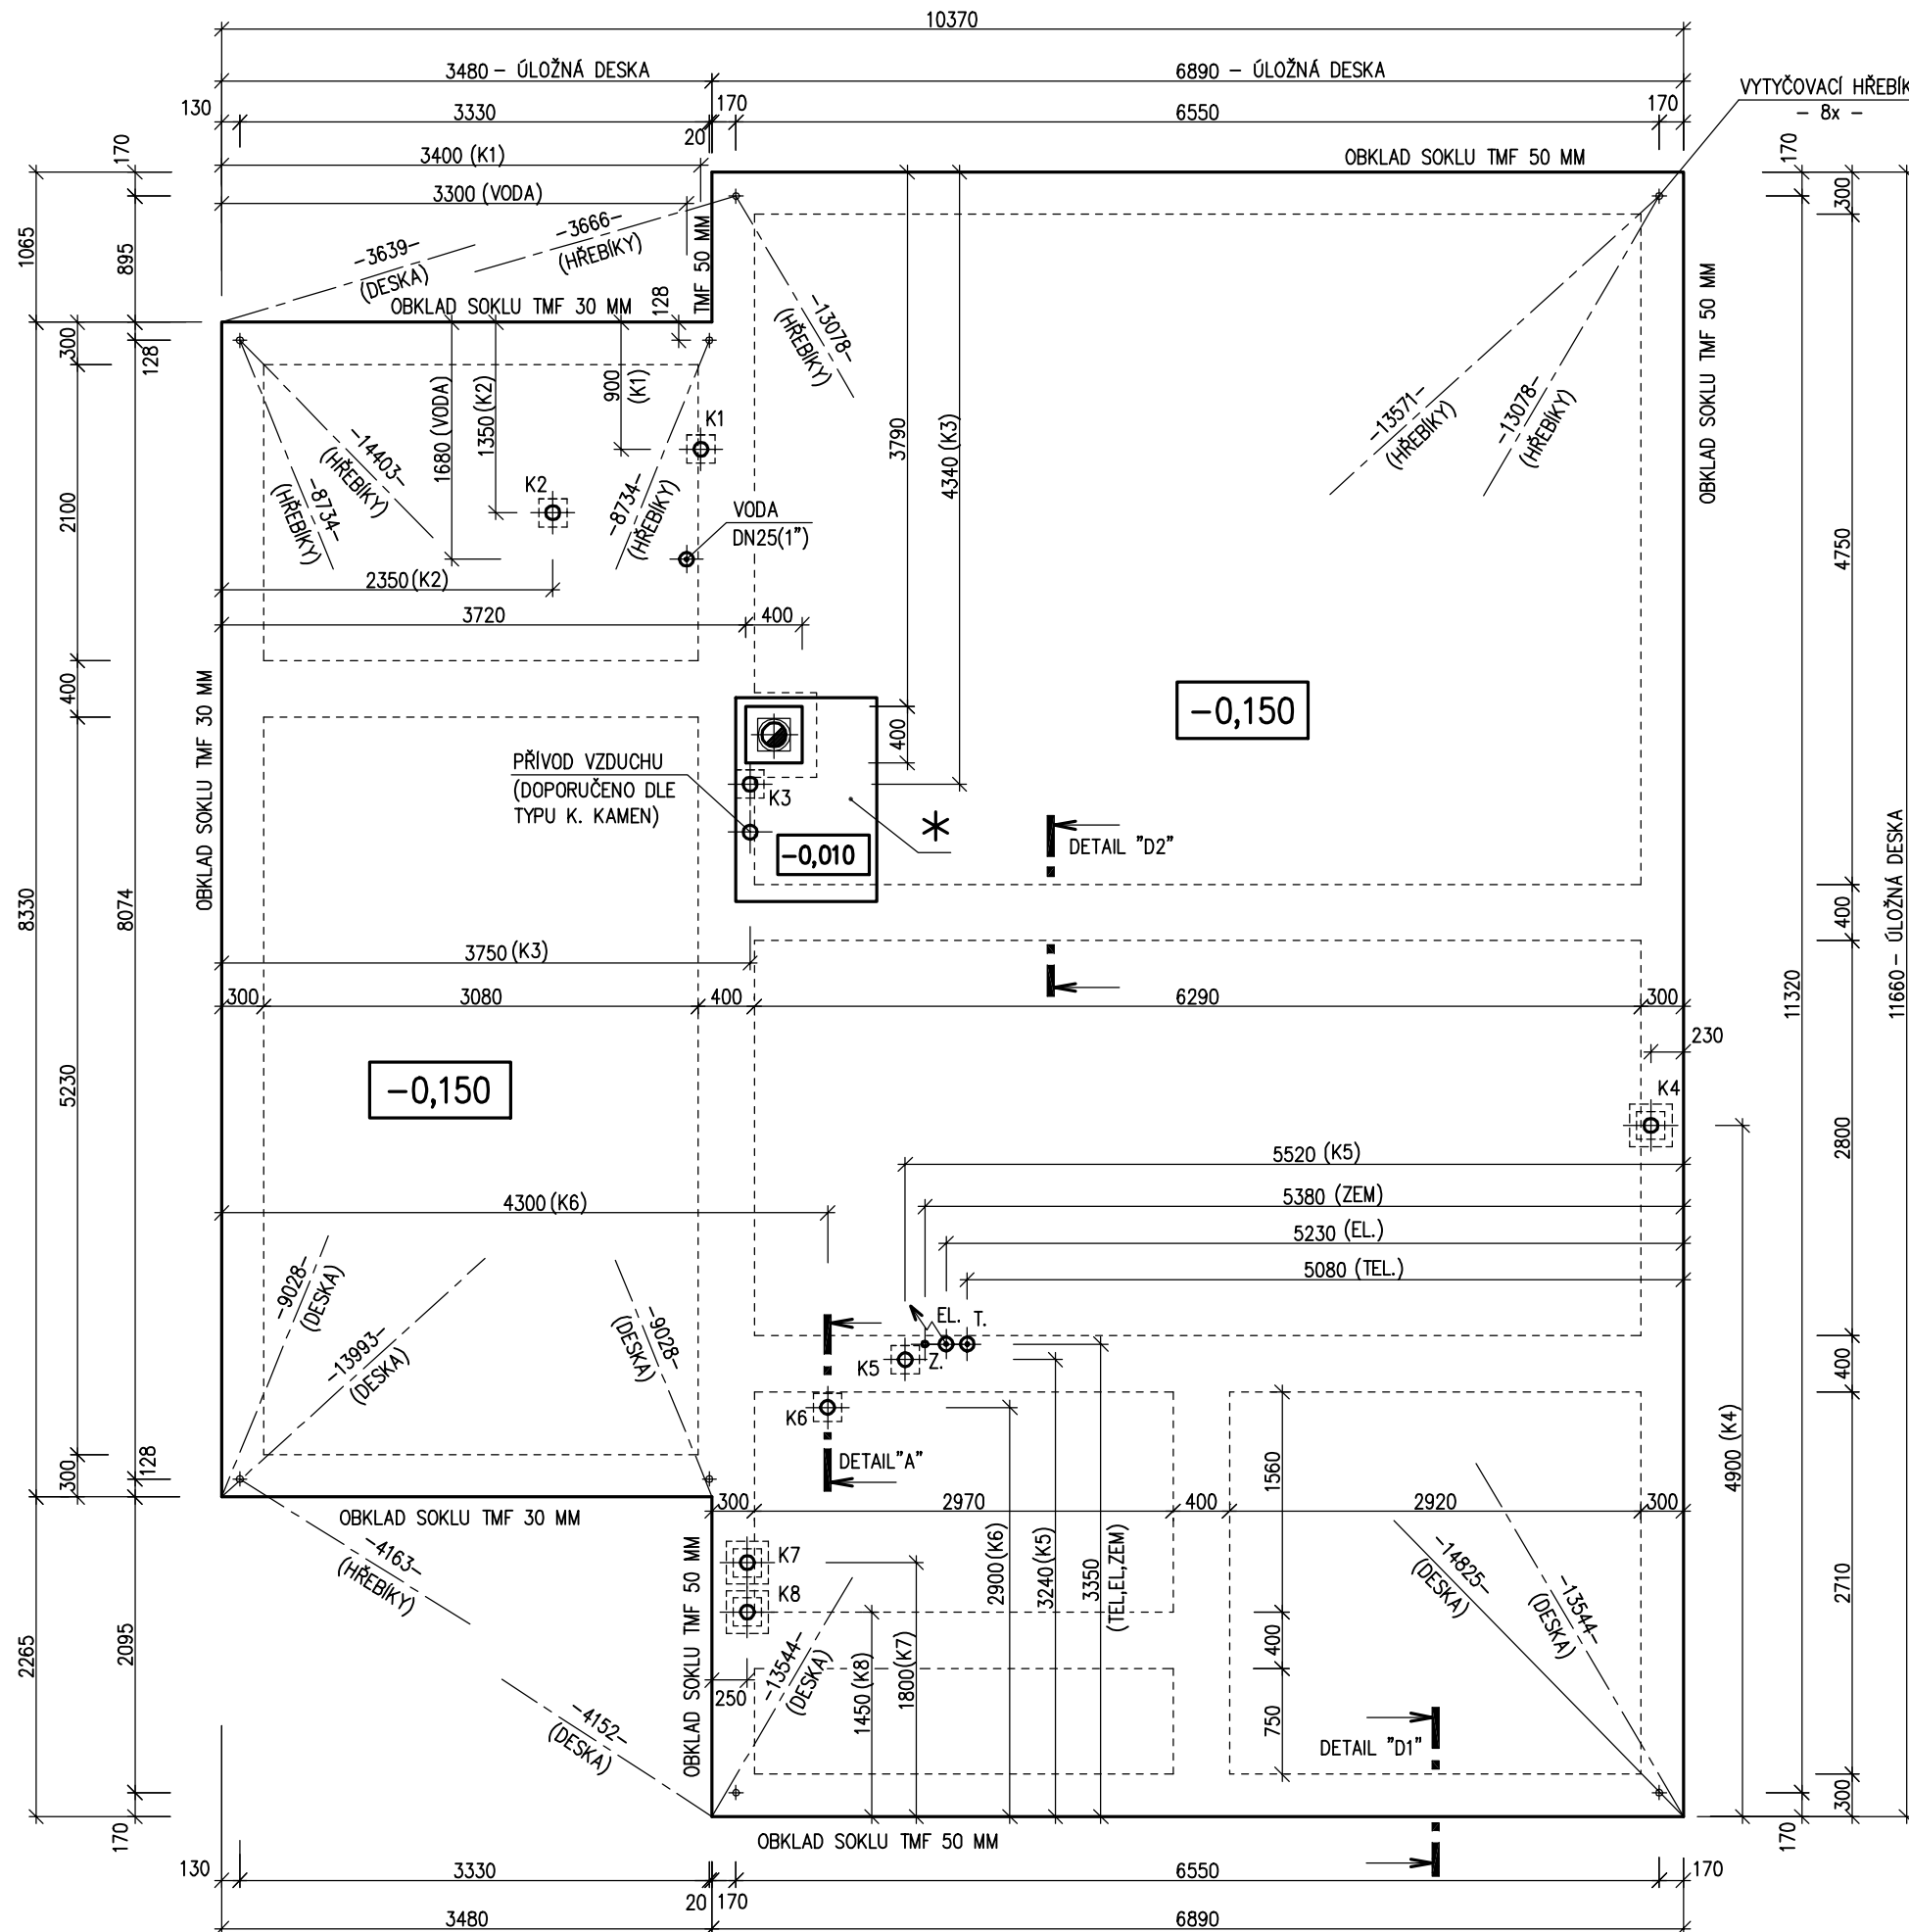 10370
3480 – ÚLOŽNÁ DESKA
6890 – ÚLOŽNÁ DESKA
130
3330
20
170
6550
170
VYTYČOVACÍ HŘEBÍK
– 8x –
3400 (K1)
3300 (VODA)
OBKLAD SOKLU TMF 50 MM
170
895
1065
300
128
170
300
-3639-
(DESKA)
-3666-
(HŘEBÍKY)
OBKLAD SOKLU TMF 30 MM
TMF 50 MM
128
-13078-
(HŘEBÍKY)
-13571-
(HŘEBÍKY)
-13078-
(HŘEBÍKY)
OBKLAD SOKLU TMF 50 MM
1680 (VODA)
1350 (K2)
900
(K1)
K1
K2
-14403-
(HŘEBÍKY)
-8734-
(HŘEBÍKY)
-8734-
(HŘEBÍKY)
VODA
DN25(1")
3790
4340 (K3)
2100
4750
2350 (K2)
3720
400
400
OBKLAD SOKLU TMF 30 MM
-0,150
400
PŘÍVOD VZDUCHU
(DOPORUČENO DLE
TYPU K. KAMEN)
K3
-0,010
*
DETAIL "D2"
8330
8074
400
11660 – ÚLOŽNÁ DESKA
3750 (K3)
300
3080
400
6290
300
11320
230
5230
-0,150
K4
2800
5520 (K5)
4300 (K6)
5380 (ZEM)
5230 (EL.)
5080 (TEL.)
-9028-
(DESKA)
-13993-
(DESKA)
-9028-
(DESKA)
EL.
T.
Z.
K5
K6
400
4900 (K4)
DETAIL"A"
300
128
1560
OBKLAD SOKLU TMF 30 MM
300
2970
400
2920
300
-4163-
(HŘEBÍKY)
OBKLAD SOKLU TMF 50 MM
K7
K8
2900 (K6)
3240 (K5)
3350
(TEL,EL,ZEM)
-14825-
(DESKA)
-13544-
(DESKA)
2710
2265
2095
1450 (K8)
1800(K7)
400
-13544-
(DESKA)
250
-4152-
(DESKA)
750
DETAIL "D1"
300
170
170
OBKLAD SOKLU TMF 50 MM
130
3330
20
170
6550
170
3480
6890